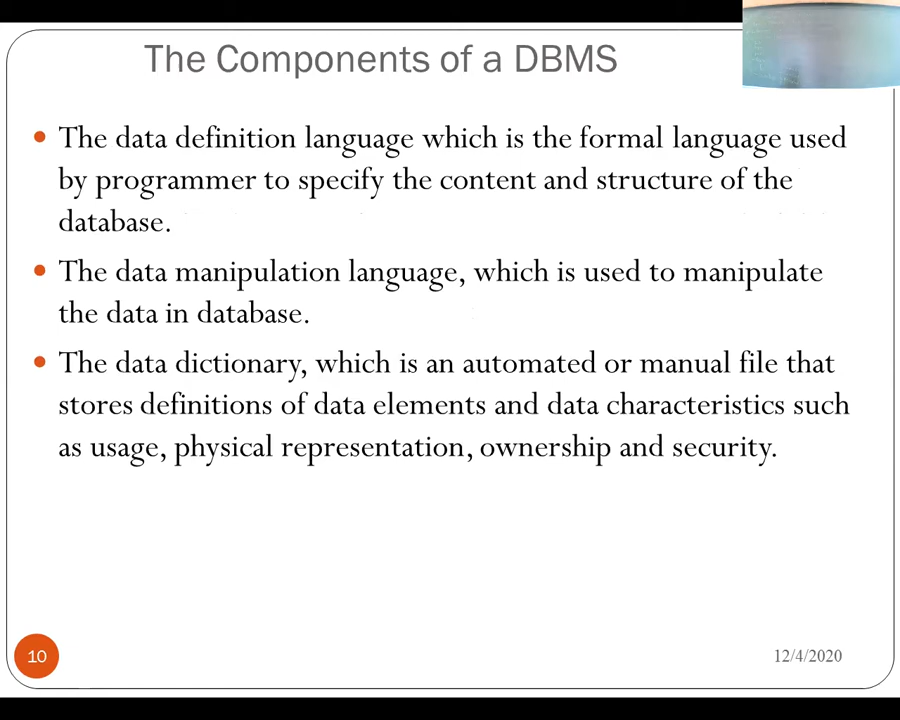 The Components of a DBMS
• The data definition language which is the formal language used
by programmer to specify the content and structure of the
database.
• The data manipulation language, which is used to manipulate
the data in database.
• The data dictionary, which is an automated or manual file that
stores definitions of data elements and data characteristics such
as usage, physical representation, ownership and security.
10
12/4/2020